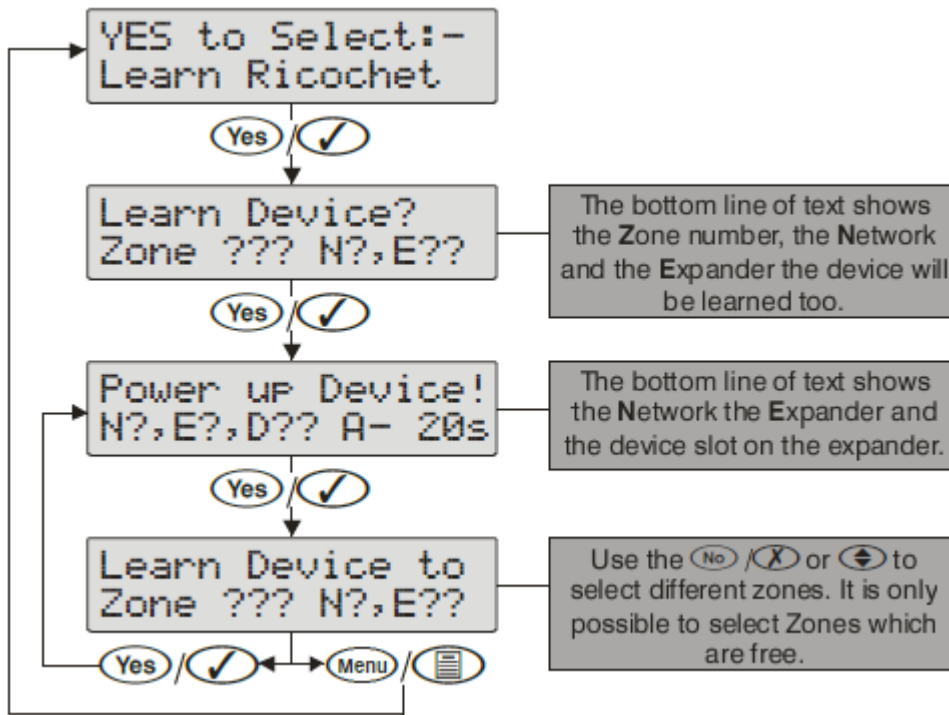 YES to Select:-
Learn Ricochet
Yes /
Learn Device?
Zone ??? N?,E??
The bottom line of text shows
the Zone number, the Network
and the Expander the device will
be learned too.
Yes /
Power up Device!
N?,E?,D?? A- 20s
The bottom line of text shows
the Network the Expander and
the device slot on the expander.
Yes /
Learn Device to
Zone ??? N?,E??
Use the No / or to
select different zones. It is only
possible to select Zones which
are free.
Yes / Menu /